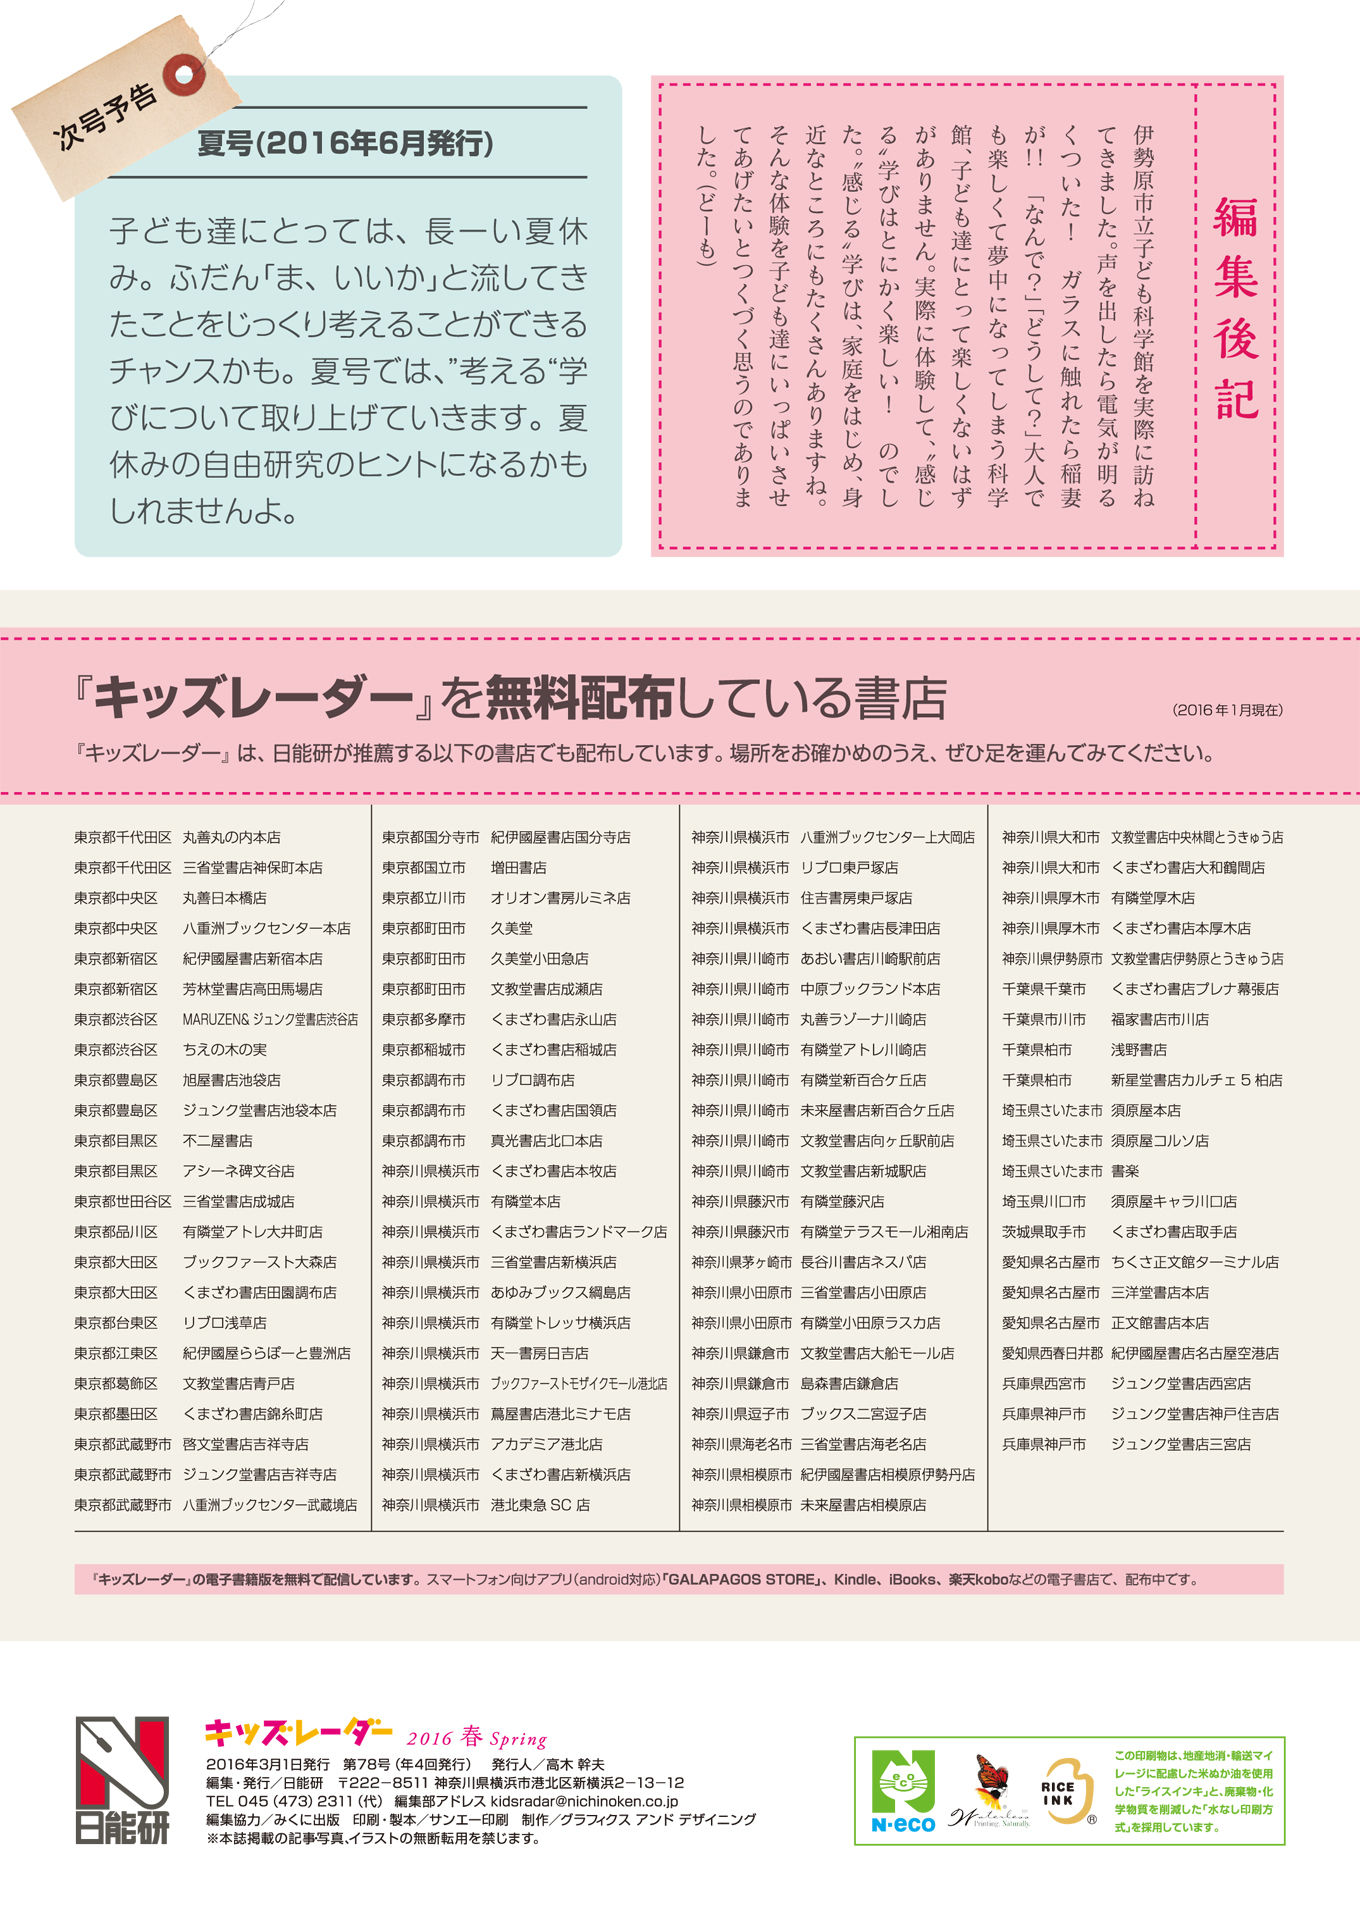 次号予告
夏号(2016年6月発行)
子ども達にとっては、長ーい夏休
み。ふだん「ま、いいか」と流してき
たことをじっくり考えることができる
チャンスかも。夏号では、”考える“学
びについて取り上げていきます。夏
休みの自由研究のヒントになるかも
しれませんよ。
編集後記
伊勢原市立子ども科学館を実際に訪ね
てきました。声を出したら電気が明る
くついた！　ガラスに触れたら稲妻
が!!　「なんで？」「どうして？」大人で
も楽しくて夢中になってしまう科学
館、子ども達にとって楽しくないはず
がありません。実際に体験して、〝感じ
る〟学びはとにかく楽しい！　のでし
た。〝感じる〟学びは、家庭をはじめ、身
近なところにもたくさんありますね。
そんな体験を子ども達にいっぱいさせ
てあげたいとつくづく思うのでありま
した。（どーも）
『キッズレーダー』を無料配布している書店
（2016年1月現在）
『キッズレーダー』は、日能研が推薦する以下の書店でも配布しています。場所をお確かめのうえ、ぜひ足を運んでみてください。
東京都千代田区 丸善丸の内本店
東京都千代田区 三省堂書店神保町本店
東京都中央区 丸善日本橋店
東京都中央区 八重洲ブックセンター本店
東京都新宿区 紀伊國屋書店新宿本店
東京都新宿区 芳林堂書店高田馬場店
東京都渋谷区 MARUZEN& ジュンク堂書店渋谷店
東京都渋谷区 ちえの木の実
東京都豊島区 旭屋書店池袋店
東京都豊島区 ジュンク堂書店池袋本店
東京都目黒区 不二屋書店
東京都目黒区 アシーネ碑文谷店
東京都世田谷区 三省堂書店成城店
東京都品川区 有隣堂アトレ大井町店
東京都大田区 ブックファースト大森店
東京都大田区 くまざわ書店田園調布店
東京都台東区 リブロ浅草店
東京都江東区 紀伊國屋ららぽーと豊洲店
東京都葛飾区 文教堂書店青戸店
東京都墨田区 くまざわ書店錦糸町店
東京都武蔵野市 啓文堂書店吉祥寺店
東京都武蔵野市 ジュンク堂書店吉祥寺店
東京都武蔵野市 八重洲ブックセンター武蔵境店
東京都国分寺市 紀伊國屋書店国分寺店
東京都国立市 増田書店
東京都立川市 オリオン書房ルミネ店
東京都町田市 久美堂
東京都町田市 久美堂小田急店
東京都町田市 文教堂書店成瀬店
東京都多摩市 くまざわ書店永山店
東京都稲城市 くまざわ書店稲城店
東京都調布市 リブロ調布店
東京都調布市 くまざわ書店国領店
東京都調布市 真光書店北口本店
神奈川県横浜市 くまざわ書店本牧店
神奈川県横浜市 有隣堂本店
神奈川県横浜市 くまざわ書店ランドマーク店
神奈川県横浜市 三省堂書店新横浜店
神奈川県横浜市 あゆみブックス綱島店
神奈川県横浜市 有隣堂トレッサ横浜店
神奈川県横浜市 天一書房日吉店
神奈川県横浜市 ブックファーストモザイクモール港北店
神奈川県横浜市 蔦屋書店港北ミナモ店
神奈川県横浜市 アカデミア港北店
神奈川県横浜市 くまざわ書店新横浜店
神奈川県横浜市 港北東急 SC 店
神奈川県横浜市 八重洲ブックセンター上大岡店
神奈川県横浜市 リブロ東戸塚店
神奈川県横浜市 住吉書房東戸塚店
神奈川県横浜市 くまざわ書店長津田店
神奈川県川崎市 あおい書店川崎駅前店
神奈川県川崎市 中原ブックランド本店
神奈川県川崎市 丸善ラゾーナ川崎店
神奈川県川崎市 有隣堂アトレ川崎店
神奈川県川崎市 有隣堂新百合ケ丘店
神奈川県川崎市 未来屋書店新百合ケ丘店
神奈川県川崎市 文教堂書店向ヶ丘駅前店
神奈川県川崎市 文教堂書店新城駅店
神奈川県藤沢市 有隣堂藤沢店
神奈川県藤沢市 有隣堂テラスモール湘南店
神奈川県茅ヶ崎市 長谷川書店ネスパ店
神奈川県小田原市 三省堂書店小田原店
神奈川県小田原市 有隣堂小田原ラスカ店
神奈川県鎌倉市 文教堂書店大船モール店
神奈川県鎌倉市 島森書店鎌倉店
神奈川県逗子市 ブックス二宮逗子店
神奈川県海老名市 三省堂書店海老名店
神奈川県相模原市 紀伊國屋書店相模原伊勢丹店
神奈川県相模原市 未来屋書店相模原店
神奈川県大和市 文教堂書店中央林間とうきゅう店
神奈川県大和市 くまざわ書店大和鶴間店
神奈川県厚木市 有隣堂厚木店
神奈川県厚木市 くまざわ書店本厚木店
神奈川県伊勢原市 文教堂書店伊勢原とうきゅう店
千葉県千葉市 くまざわ書店プレナ幕張店
千葉県市川市 福家書店市川店
千葉県柏市 浅野書店
千葉県柏市 新星堂書店カルチェ 5 柏店
埼玉県さいたま市 須原屋本店
埼玉県さいたま市 須原屋コルソ店
埼玉県さいたま市 書楽
埼玉県川口市 須原屋キャラ川口店
茨城県取手市 くまざわ書店取手店
愛知県名古屋市 ちくさ正文館ターミナル店
愛知県名古屋市 三洋堂書店本店
愛知県名古屋市 正文館書店本店
愛知県西春日井郡 紀伊國屋書店名古屋空港店
兵庫県西宮市 ジュンク堂書店西宮店
兵庫県神戸市 ジュンク堂書店神戸住吉店
兵庫県神戸市 ジュンク堂書店三宮店
『キッズレーダー』の電子書籍版を無料で配信しています。スマートフォン向けアプリ（android対応）「GALAPAGOS STORE」、Kindle、iBooks、楽天koboなどの電子書店で、配布中です。
日能研
キッズレーダー 2016 春 Spring
2016年3月1日発行　第78号（年4回発行）　発行人／高木 幹夫
編集・発行／日能研　〒222−8511 神奈川県横浜市港北区新横浜2−13−12
TEL 045（473）2311（代）　編集部アドレス kidsradar@nichinoken.co.jp
編集協力／みくに出版　印刷・製本／サンエー印刷　制作／グラフィクス アンド デザイニング
※本誌掲載の記事・写真、イラストの無断転用を禁じます。
eco
N·eco
Waterless
Printing. Naturally.
RICE
INK
®
この印刷物は、地産地消・輸送マイ
レージに配慮した米ぬか油を使用
した「ライスインキ」と、廃棄物・化
学物質を削減した「水なし印刷方
式」を採用しています。